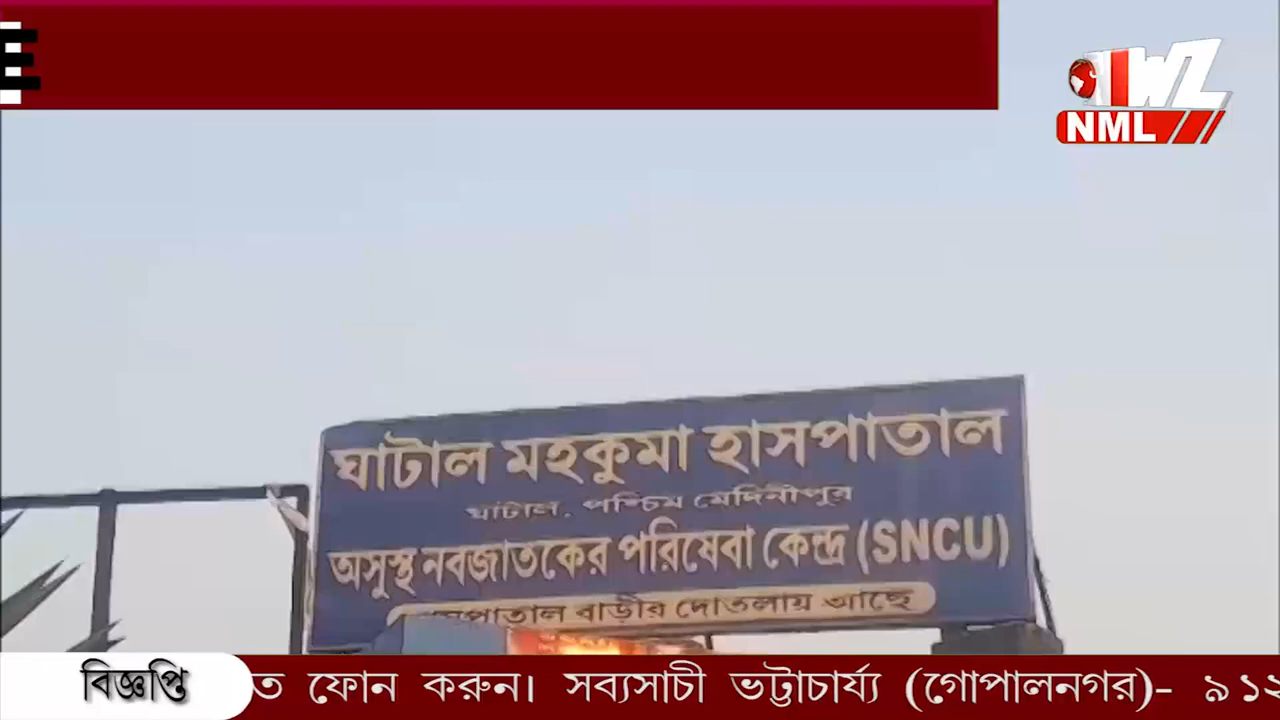 NML
ঘাটাল মহকুমা হাসপাতাল
ঘাটাল, পশ্চিম মেদিনীপুর
অসুস্থ নবজাতকের পরিষেবা কেন্দ্র (SNCU)
হাসপাতাল বাড়ীর দোতলায় আছে
বিজ্ঞপ্তি
ত ফোন করুন। সব্যসাচী ভট্টাচার্য্য (গোপালনগর)- ৯১২